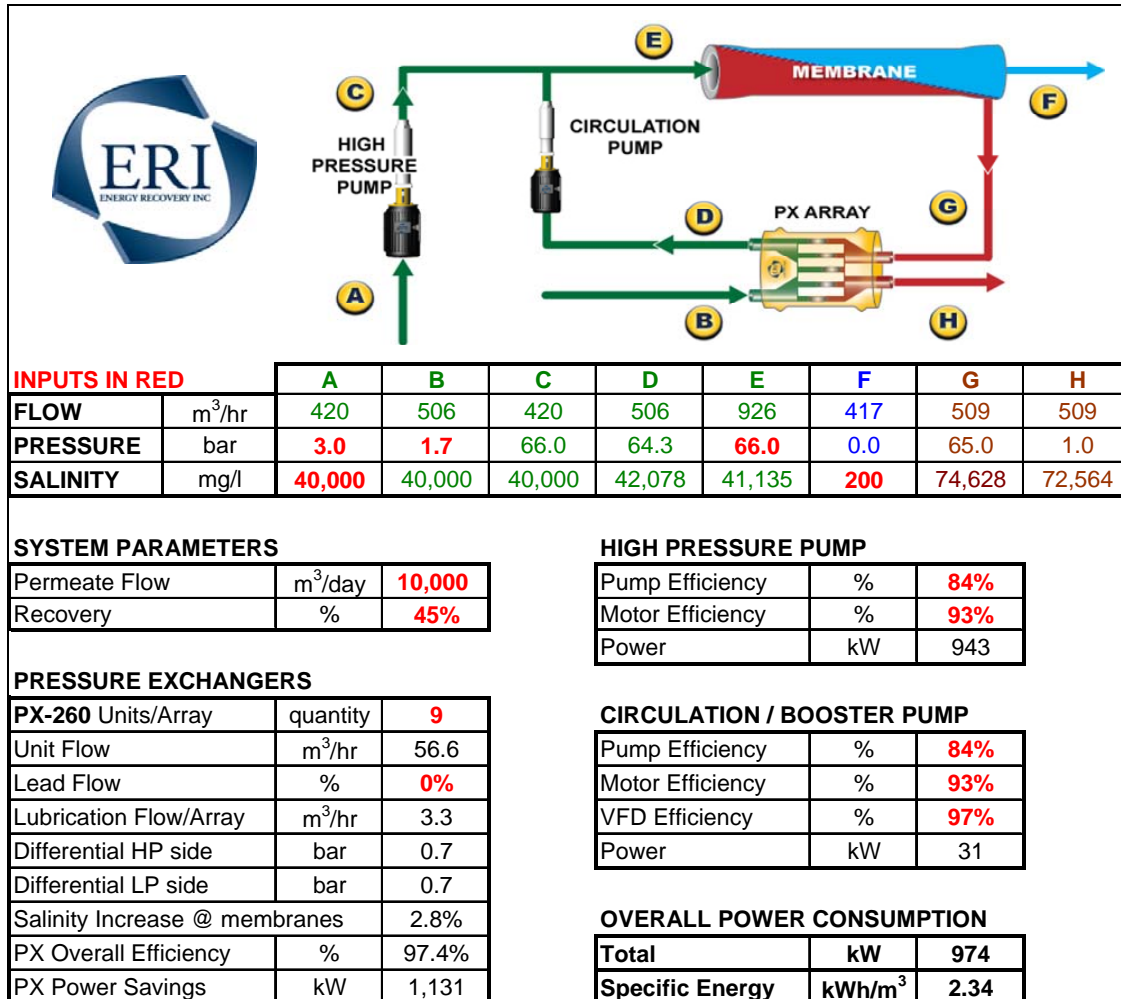 E
MEMBRANE
C
F
HIGH
PRESSURE
PUMP
CIRCULATION
PUMP
ERI
ENERGY RECOVERY INC
D
PX ARRAY
G
A
B
H
INPUTS IN RED A B C D E F G H
FLOW m³/hr 420 506 420 506 926 417 509 509
PRESSURE bar 3.0 1.7 66.0 64.3 66.0 0.0 65.0 1.0
SALINITY mg/l 40,000 40,000 40,000 42,078 41,135 200 74,628 72,564
SYSTEM PARAMETERS
Permeate Flow m³/day 10,000
Recovery % 45%
HIGH PRESSURE PUMP
Pump Efficiency % 84%
Motor Efficiency % 93%
Power kW 943
PRESSURE EXCHANGERS
PX-260 Units/Array quantity 9
Unit Flow m³/hr 56.6
Lead Flow % 0%
Lubrication Flow/Array m³/hr 3.3
Differential HP side bar 0.7
Differential LP side bar 0.7
Salinity Increase @ membranes 2.8%
PX Overall Efficiency % 97.4%
PX Power Savings kW 1,131
CIRCULATION / BOOSTER PUMP
Pump Efficiency % 84%
Motor Efficiency % 93%
VFD Efficiency % 97%
Power kW 31
OVERALL POWER CONSUMPTION
Total kW 974
Specific Energy kWh/m³ 2.34